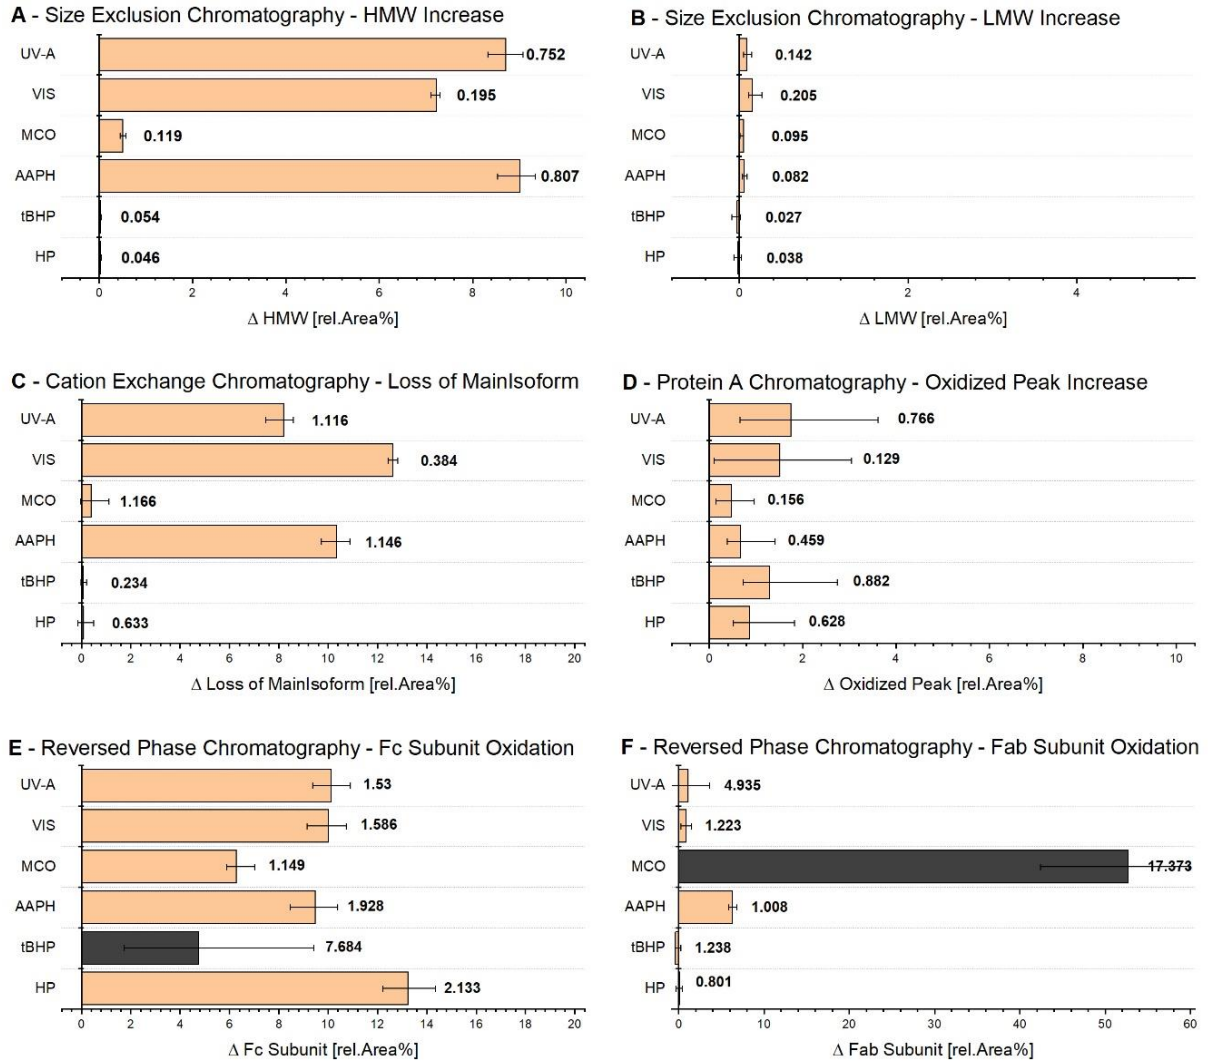 A - Size Exclusion Chromatography - HMW Increase
UV-A
0.752
VIS
0.195
MCO
0.119
AAPH
0.807
tBHP
0.054
HP
0.046
0 2 4 6 8 10
Δ HMW [rel.Area%]
B - Size Exclusion Chromatography - LMW Increase
UV-A
0.142
VIS
0.205
MCO
0.095
AAPH
0.082
tBHP
0.027
HP
0.038
0 2 4
Δ LMW [rel.Area%]
C - Cation Exchange Chromatography - Loss of MainIsoform
UV-A
1.116
VIS
0.384
MCO
1.166
AAPH
1.146
tBHP
0.234
HP
0.633
0 2 4 6 8 10 12 14 16 18 20
Δ Loss of MainIsoform [rel.Area%]
D - Protein A Chromatography - Oxidized Peak Increase
UV-A
0.766
VIS
0.129
MCO
0.156
AAPH
0.459
tBHP
0.882
HP
0.628
0 2 4 6 8 10
Δ Oxidized Peak [rel.Area%]
E - Reversed Phase Chromatography - Fc Subunit Oxidation
UV-A
1.53
VIS
1.586
MCO
1.149
AAPH
1.928
tBHP
7.684
HP
2.133
0 2 4 6 8 10 12 14 16 18 20
Δ Fc Subunit [rel.Area%]
F - Reversed Phase Chromatography - Fab Subunit Oxidation
UV-A
4.935
VIS
1.223
MCO
17.373
AAPH
1.008
tBHP
1.238
HP
0.801
0 10 20 30 40 50 60
Δ Fab Subunit [rel.Area%]